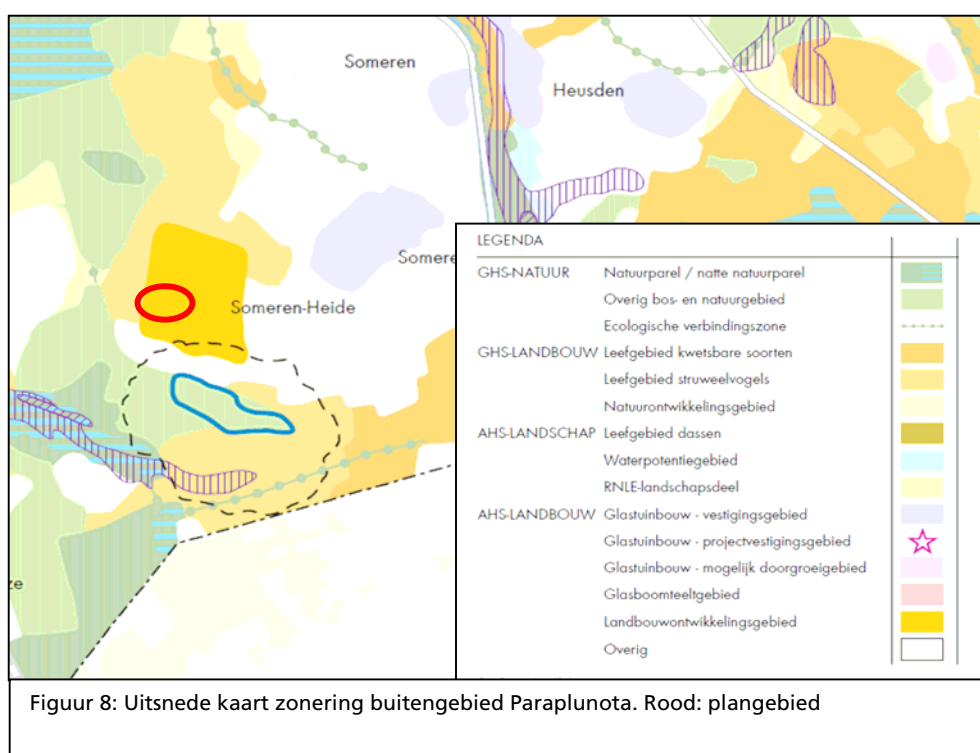 Someren
Heusden
Somere
Someren-Heide
ze
LEGENDA
GHS-NATUUR Natuurparel / natte natuurparel
Overig bos- en natuurgebied
Ecologische verbindingszone
GHS-LANDBOUW Leefgebied kwetsbare soorten
Leefgebied struweelvogels
Natuurontwikkelingsgebied
AHS-LANDSCHAP Leefgebied dassen
Waterpotentiegebied
RNLE-landschapsdeel
AHS-LANDBOUW Glastuinbouw - vestigingsgebied
Glastuinbouw - projectvestigingsgebied
Glastuinbouw - mogelijk doorgroeigebied
Glasboomteeltgebied
Landbouwontwikkelingsgebied
Overig
Figuur 8: Uitsnede kaart zonering buitengebied Paraplunota. Rood: plangebied